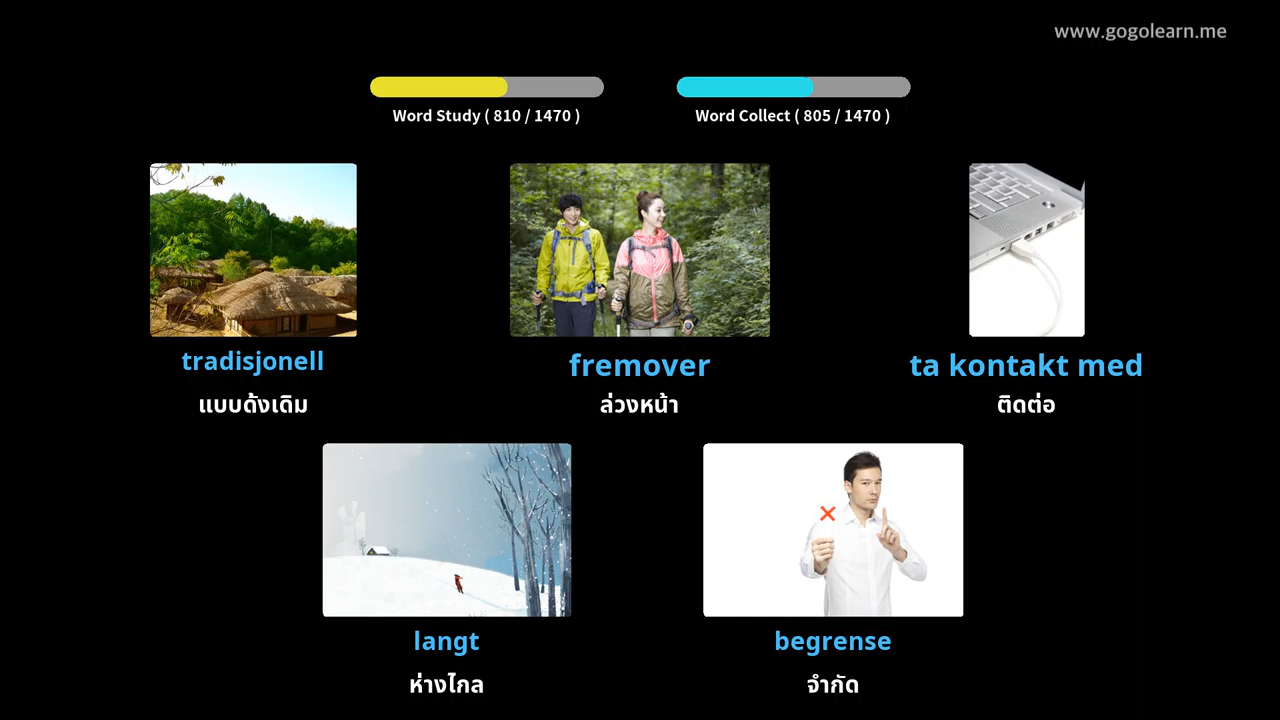 www.gogolearn.me
Word Study ( 810 / 1470 )
Word Collect ( 805 / 1470 )
tradisjonell
แบบดั้งเดิม
fremover
ล่วงหน้า
ta kontakt med
ติดต่อ
langt
ห่างไกล
begrense
จำกัด